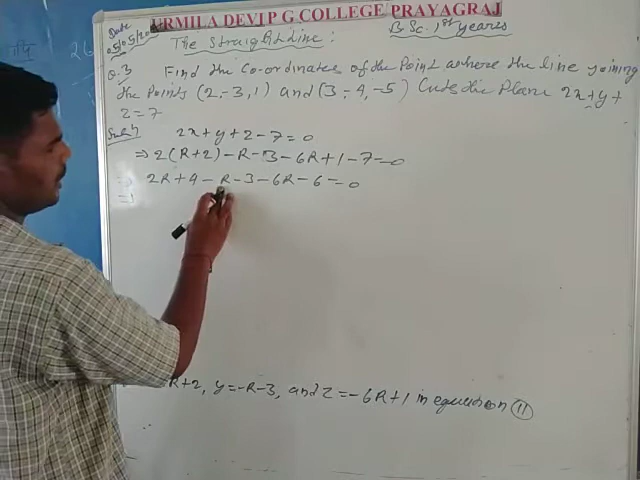 URMILA DEVI P G COLLEGE PRAYAGRAJ
Date
05/05/20
The Straight Line:
B.Sc. 1st years
Q.3 Find the Co-ordinates of the Point where the line joining
the points (2,-3,1) and (3,-4,-5) Cuts the Plane 2x+y+
z=7
Soln
2x+y+z-7=0
⇒ 2(R+2)-R-3-6R+1-7=0
⇒ 2R+4-R-3-6R-6=0
⇒
R+2, y=-R-3, and z=-6R+1 in equation (11)